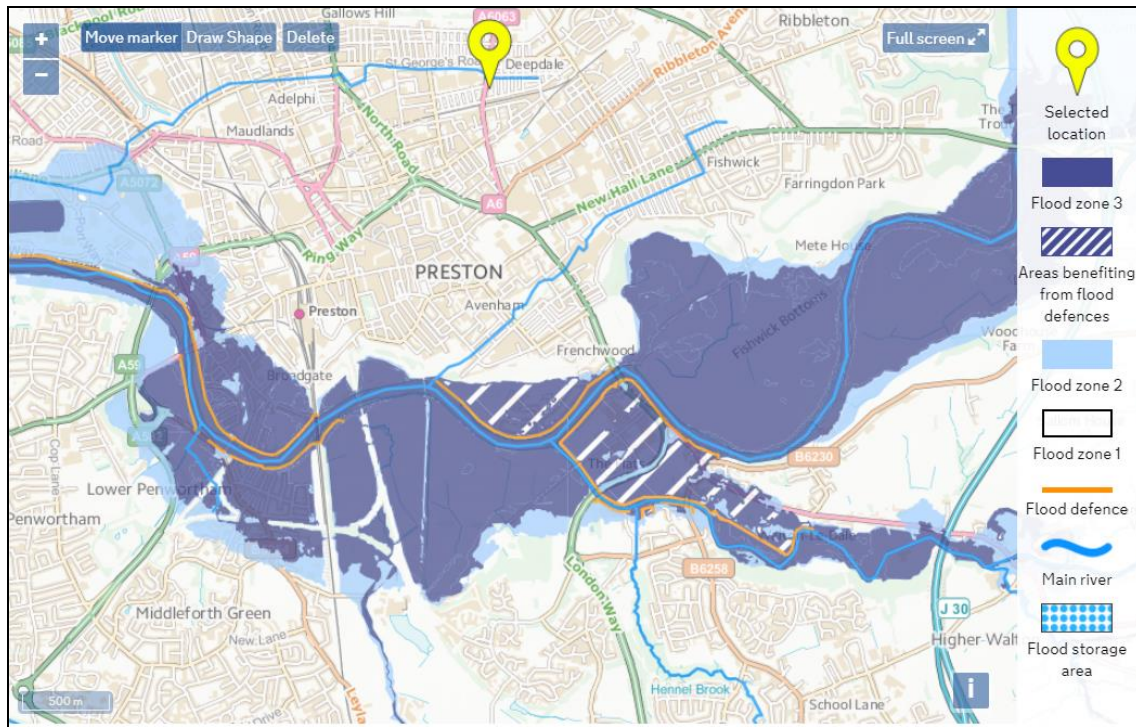 +
−
Move marker
Draw Shape
Delete
Full screen
Gallows Hill
A6063
Ribbleton
St George's Road
Deepdale
Ribbleton Avenue
Adelphi
Maudlands
Road
North Road
A5072
New Hall Lane
Fishwick
Farringdon Park
A6
Ring Way
Mete House
PRESTON
Avenham
Preston
Fishwick Bottoms
Frenchwood
A59
Broadgate
B6230
Cop Lane
Lower Penwortham
Penwortham
London Way
B6258
Middleforth Green
J 30
New Lane
Higher-Walt
Hennel Brook
School Lane
Leyla
500 m
i
Selected
location
Flood zone 3
Areas benefiting
from flood
defences
Flood zone 2
Flood zone 1
Flood defence
Main river
Flood storage
area